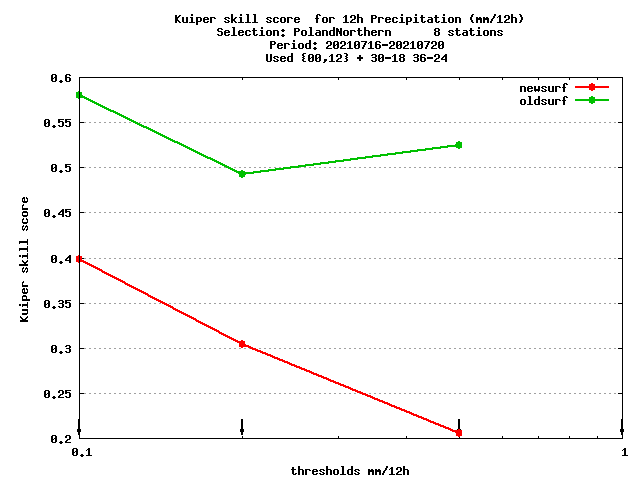 Kuiper skill score  for 12h Precipitation (mm/12h)
Selection: PolandNorthern      8 stations
Period: 20210716-20210720
Used {00,12} + 30-18 36-24
newsurf
oldsurf
0.6
0.55
0.5
0.45
0.4
0.35
0.3
0.25
0.2
Kuiper skill score
0.1
1
thresholds mm/12h